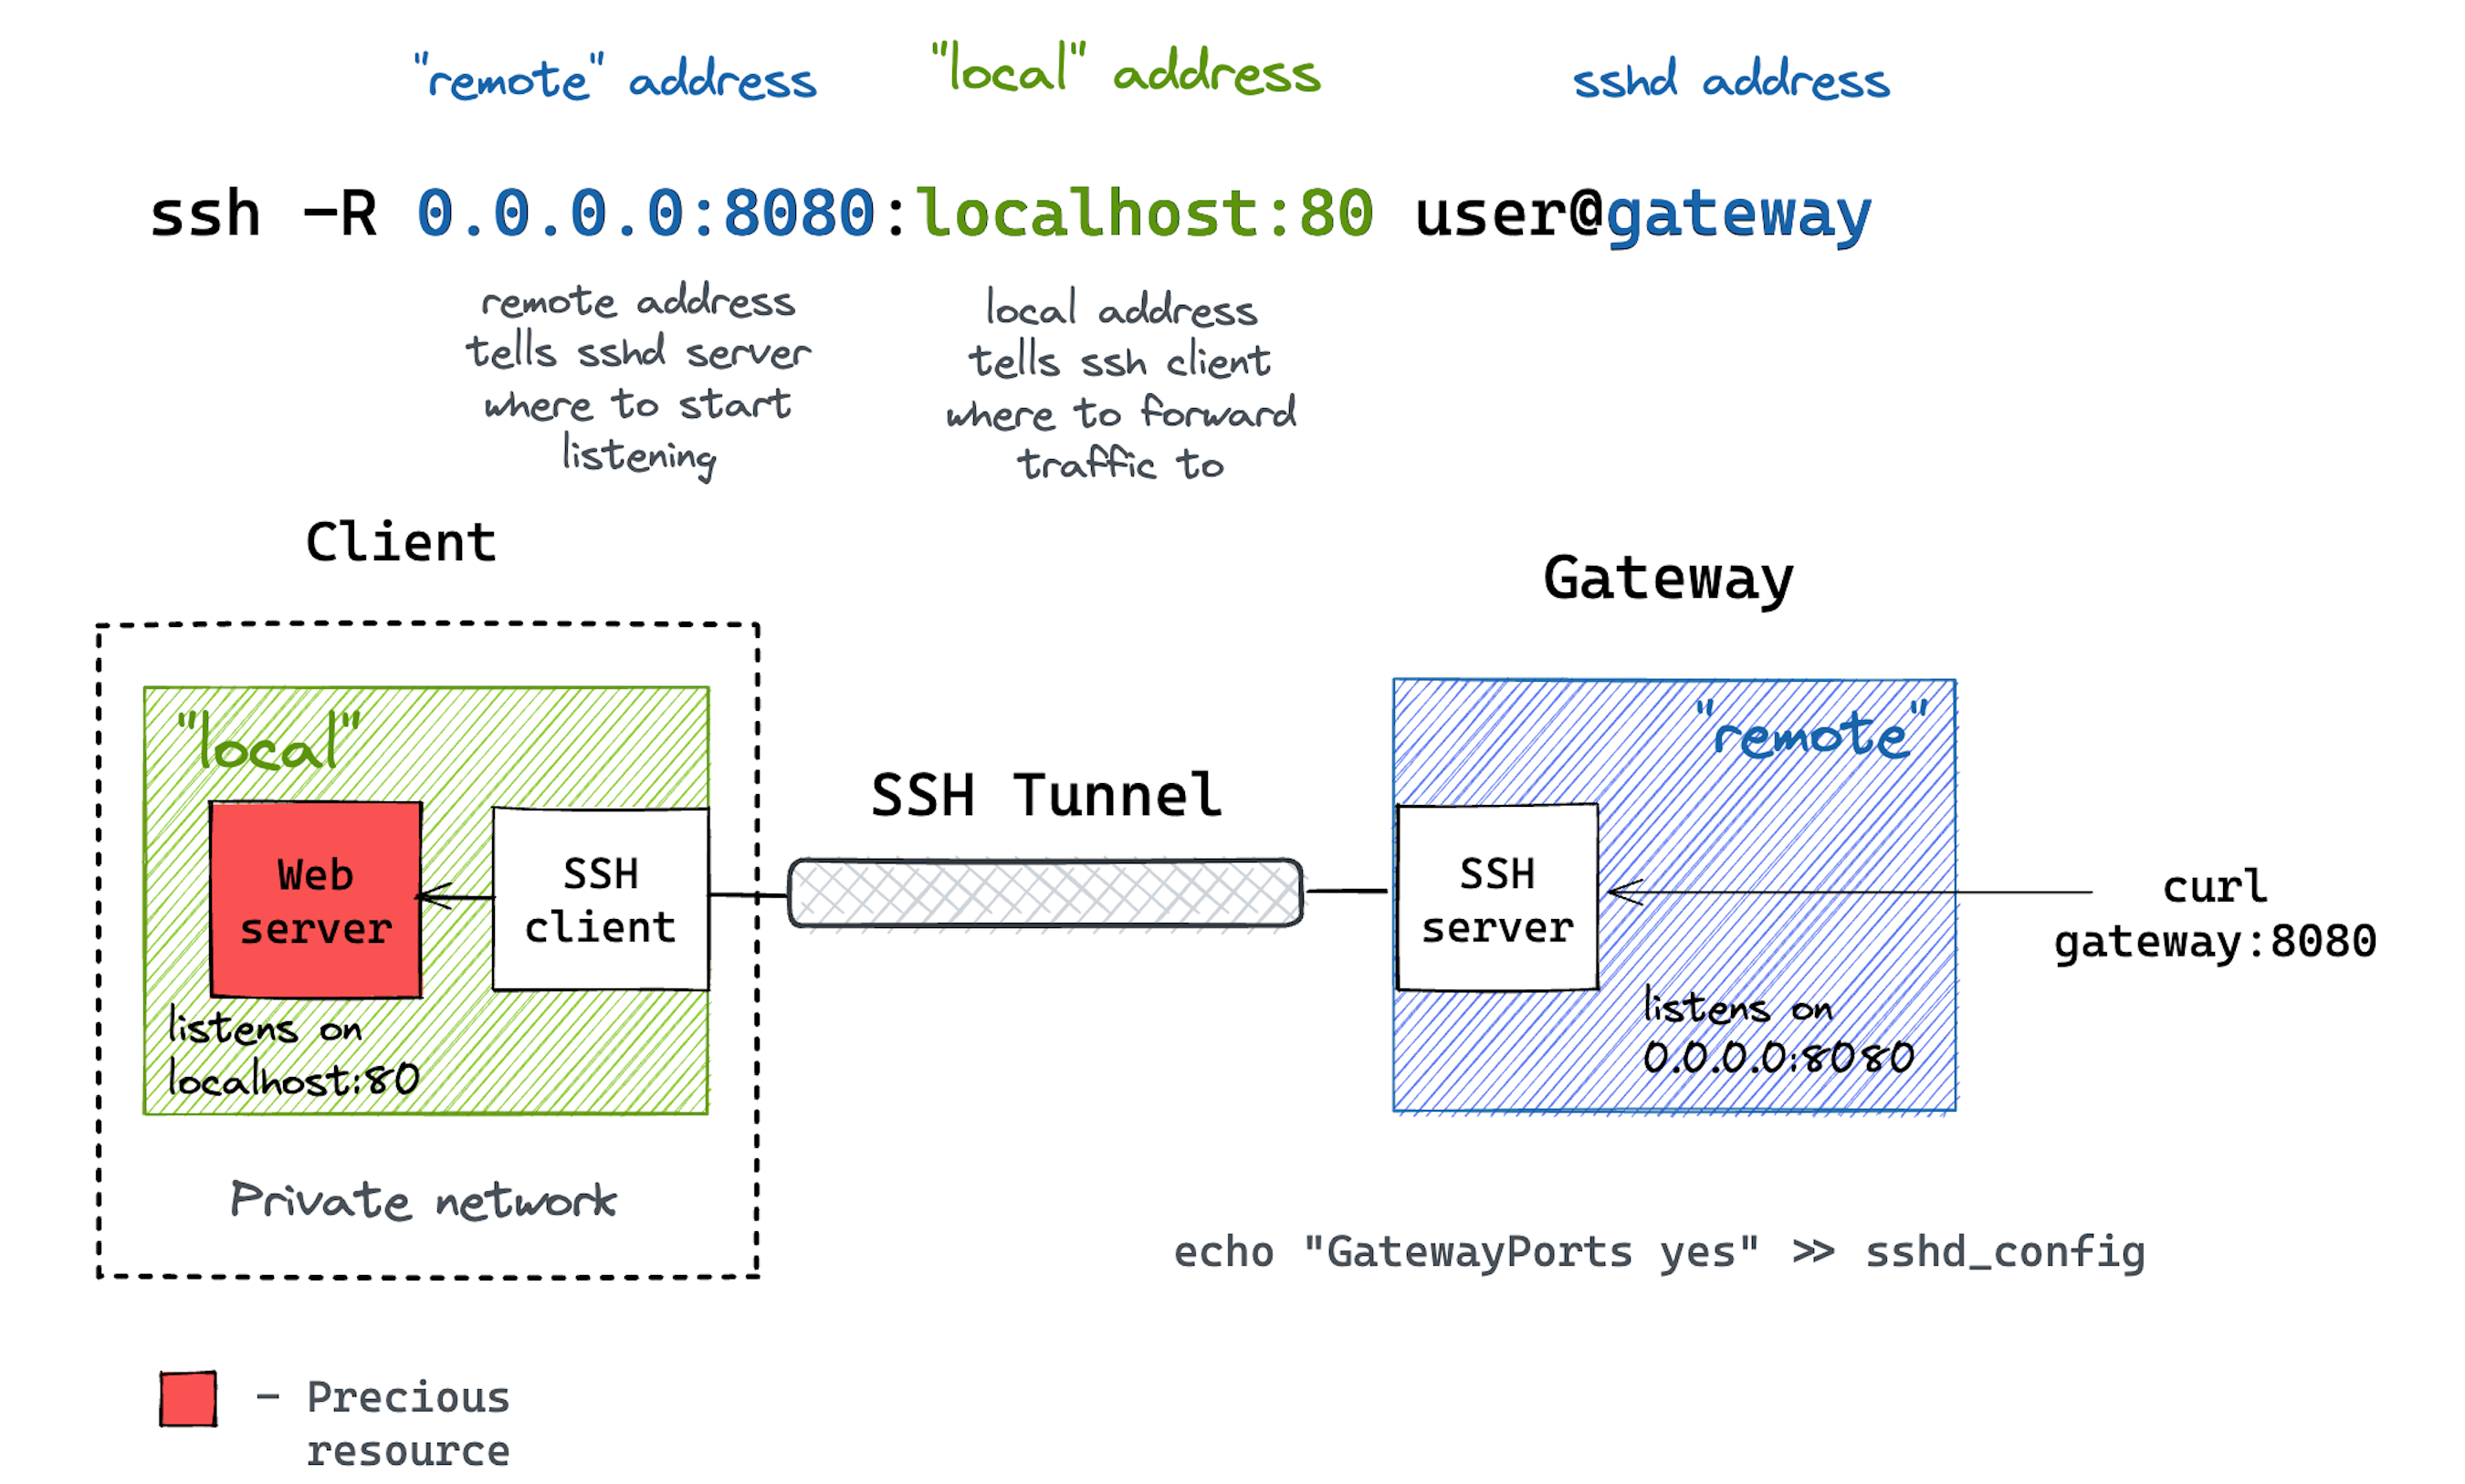 "remote" address
"local" address
sshd address
ssh -R 0.0.0.0:8080:localhost:80 user@gateway
remote address
tells sshd server
where to start
listening
local address
tells ssh client
where to forward
traffic to
Client
Gateway
"local"
"remote"
SSH Tunnel
Web
server
SSH
client
SSH
server
curl
gateway:8080
listens on
localhost:80
listens on
0.0.0.0:8080
Private network
echo "GatewayPorts yes" >> sshd_config
- Precious
resource